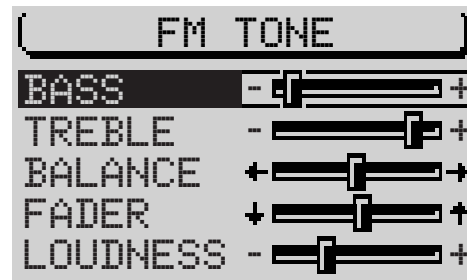 FM TONE
BASS - +
TREBLE - +
BALANCE ← →
FADER ↓ ↑
LOUDNESS - +